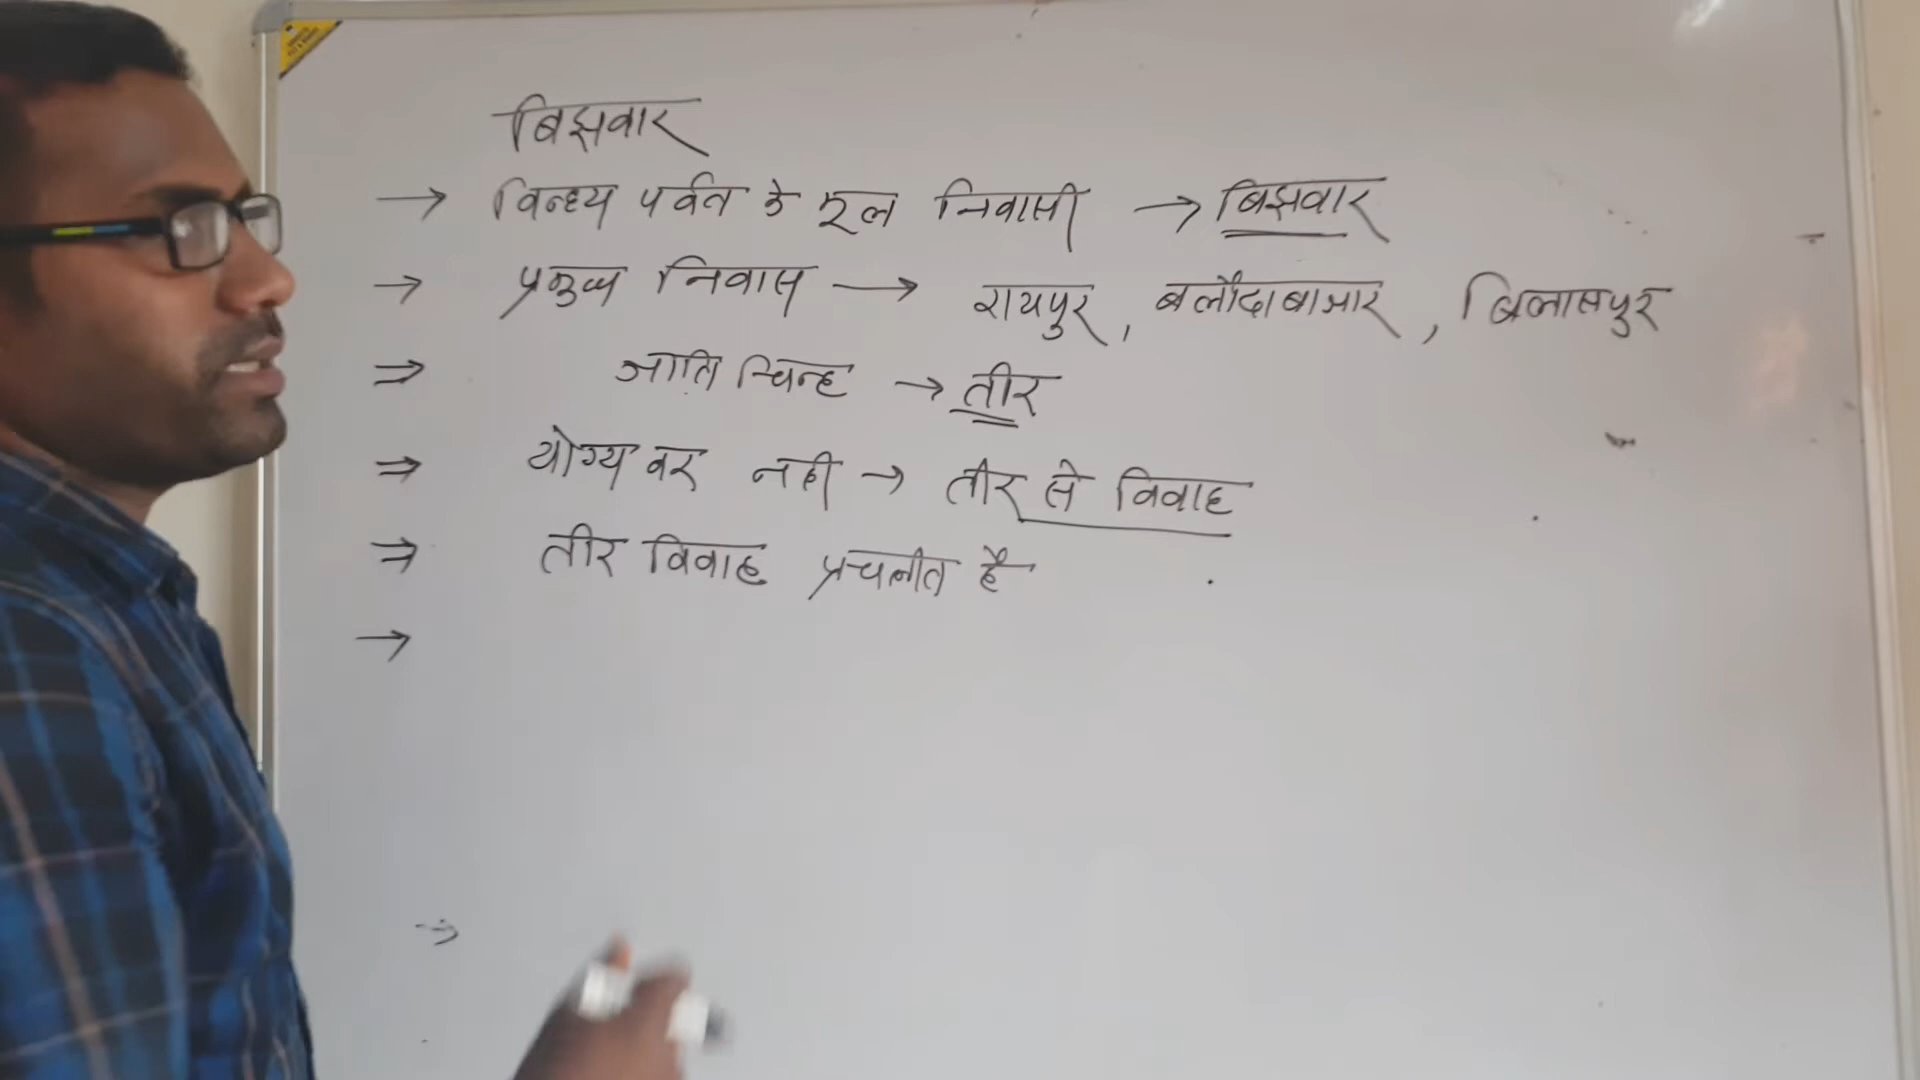 बिझवार
→ विन्ध्य पर्वत के मूल निवासी → बिझवार
→ प्रमुख निवास → रायपुर, बलौदाबाजार, बिलासपुर
⇒ जाति चिन्ह → तीर
⇒ योग्य वर नही → तीर से विवाह
⇒ तीर विवाह प्रचलीत है
→